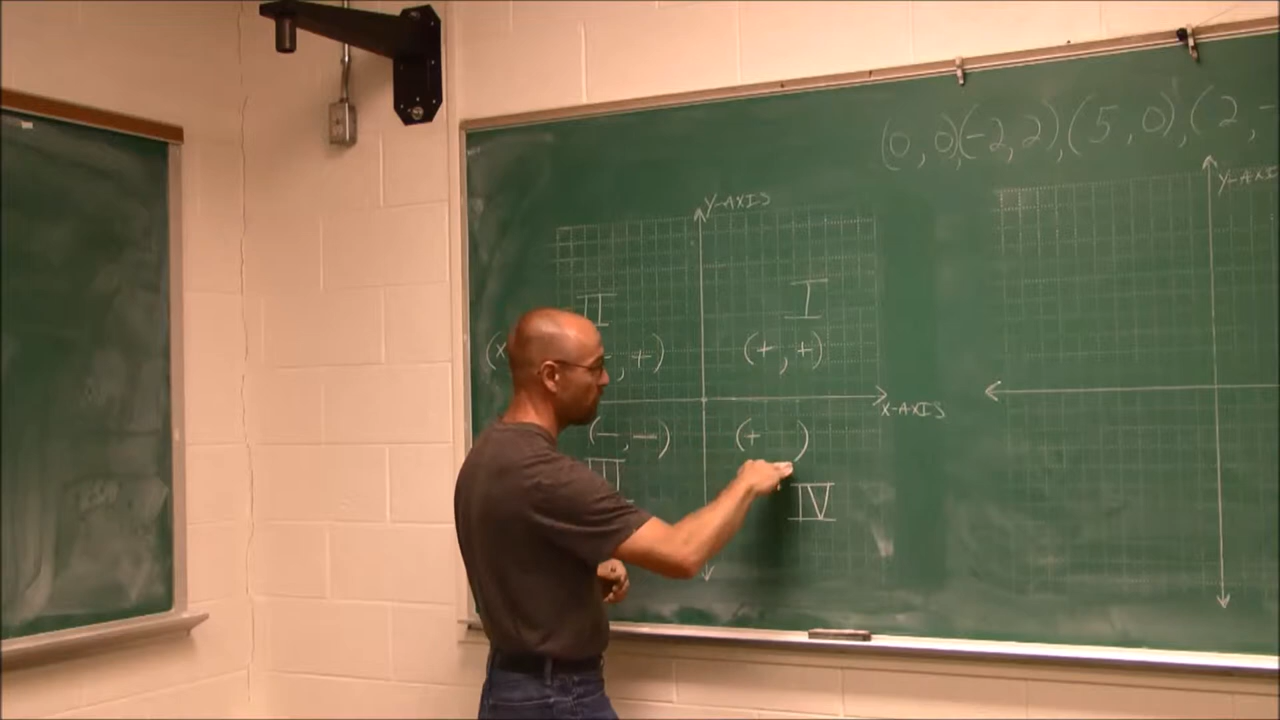 (0, 0), (-2, 2), (5, 0), (2, -
Y-AXIS
Y-AXIS
II
I
(x
, +)
(+, +)
X-AXIS
(-, -)
(+ )
III
IV